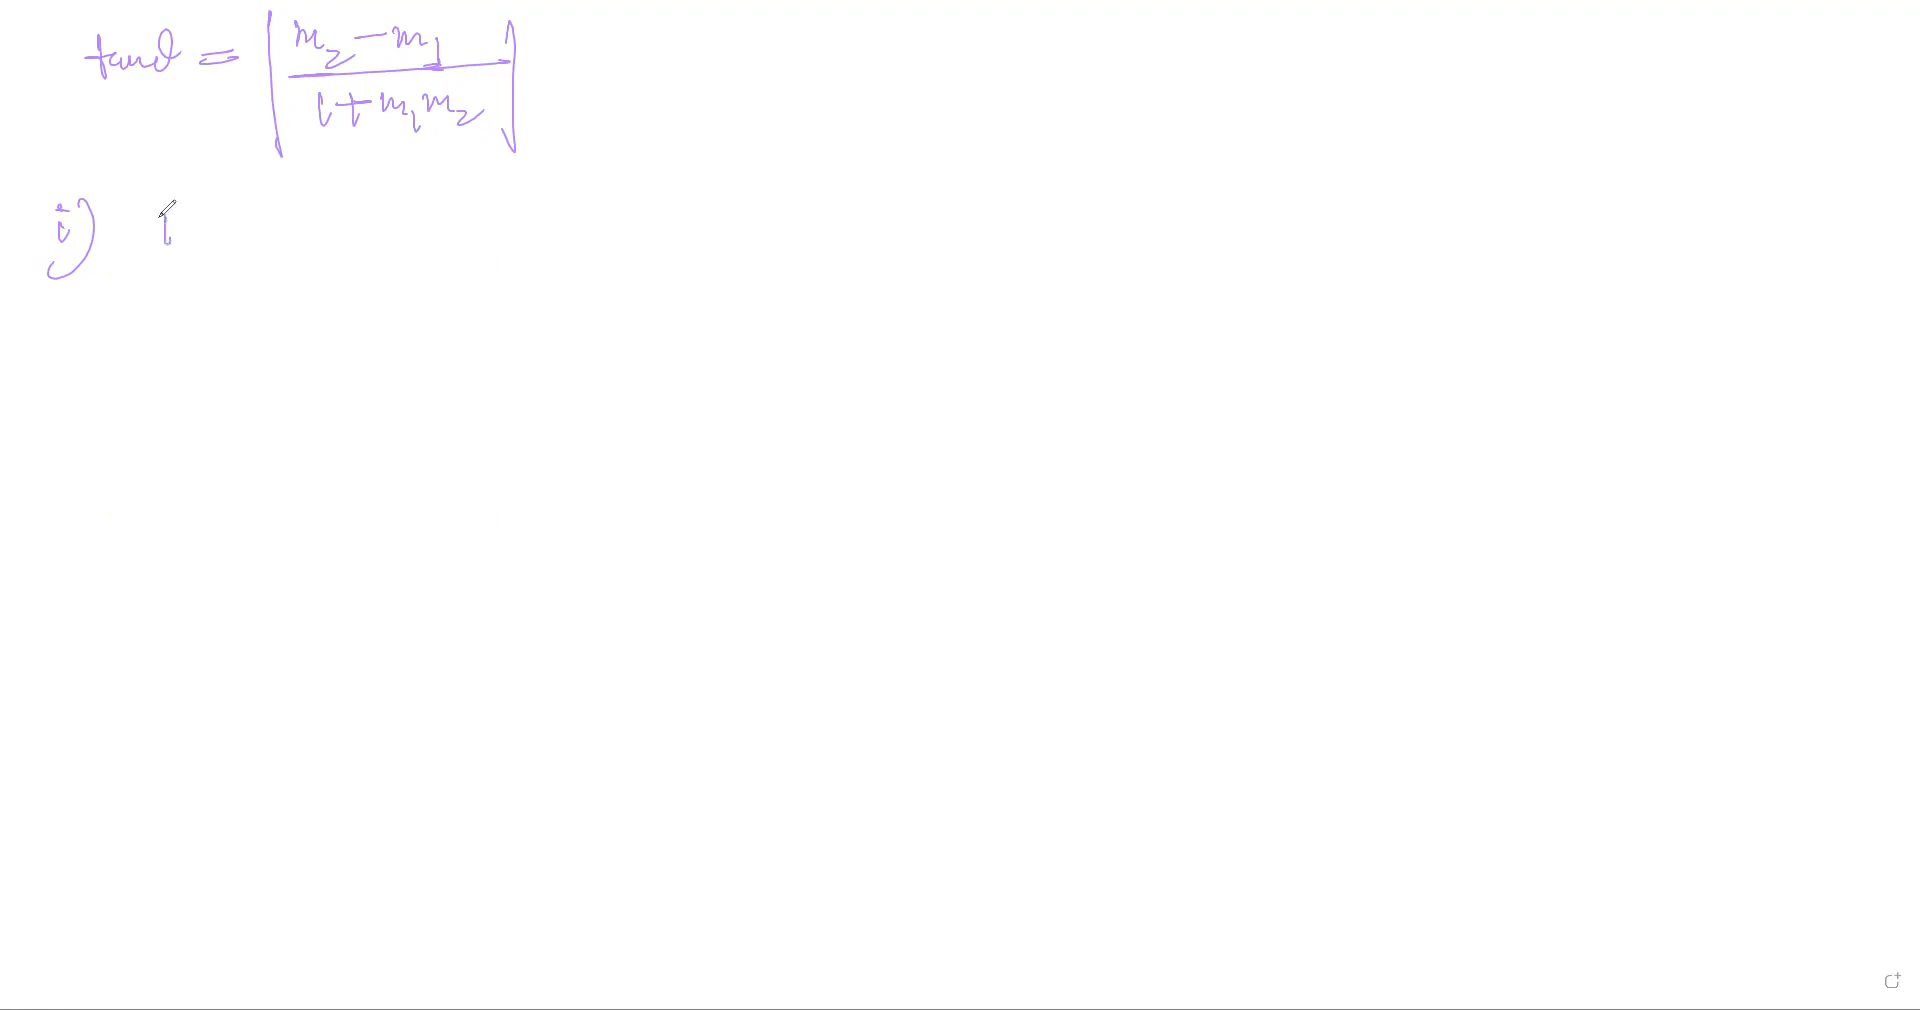 tanθ = | m₂ - m₁ / 1 + m₁m₂ |
i)